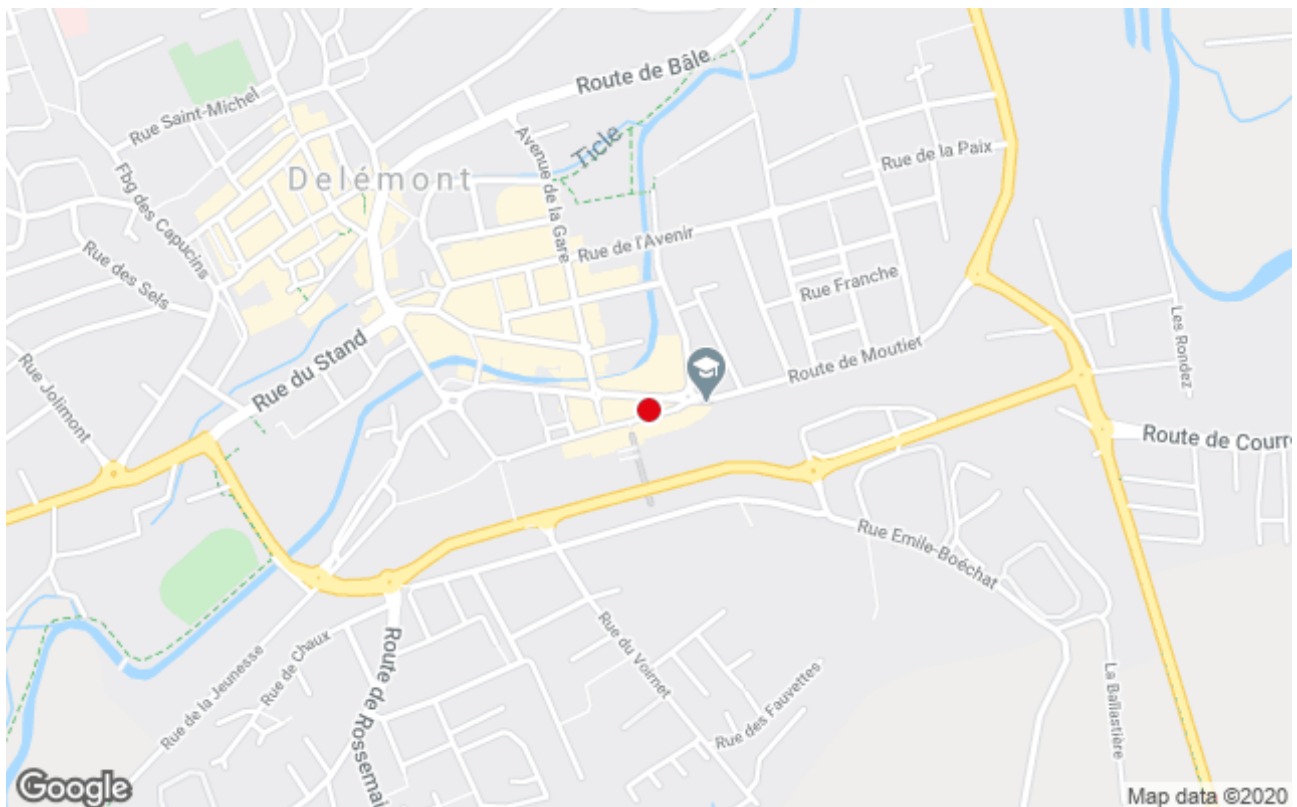 Route de Bâle
Rue Saint-Michel
Avenue de la Gare
Ticle
Rue de la Paix
Delémont
Fbg des Capucins
Rue de l'Avenir
Rue des Sels
Rue Franche
Les Rondez
Rue du Stand
Route de Moutier
Rue Jolimont
Route de Courr
Rue Emile-Boéchat
Rue du Voirnet
Rue de Chaux
Rue de la Jeunesse
Route de Rossemai
Rue des Fauvettes
La Ballastière
Google
Map data ©2020